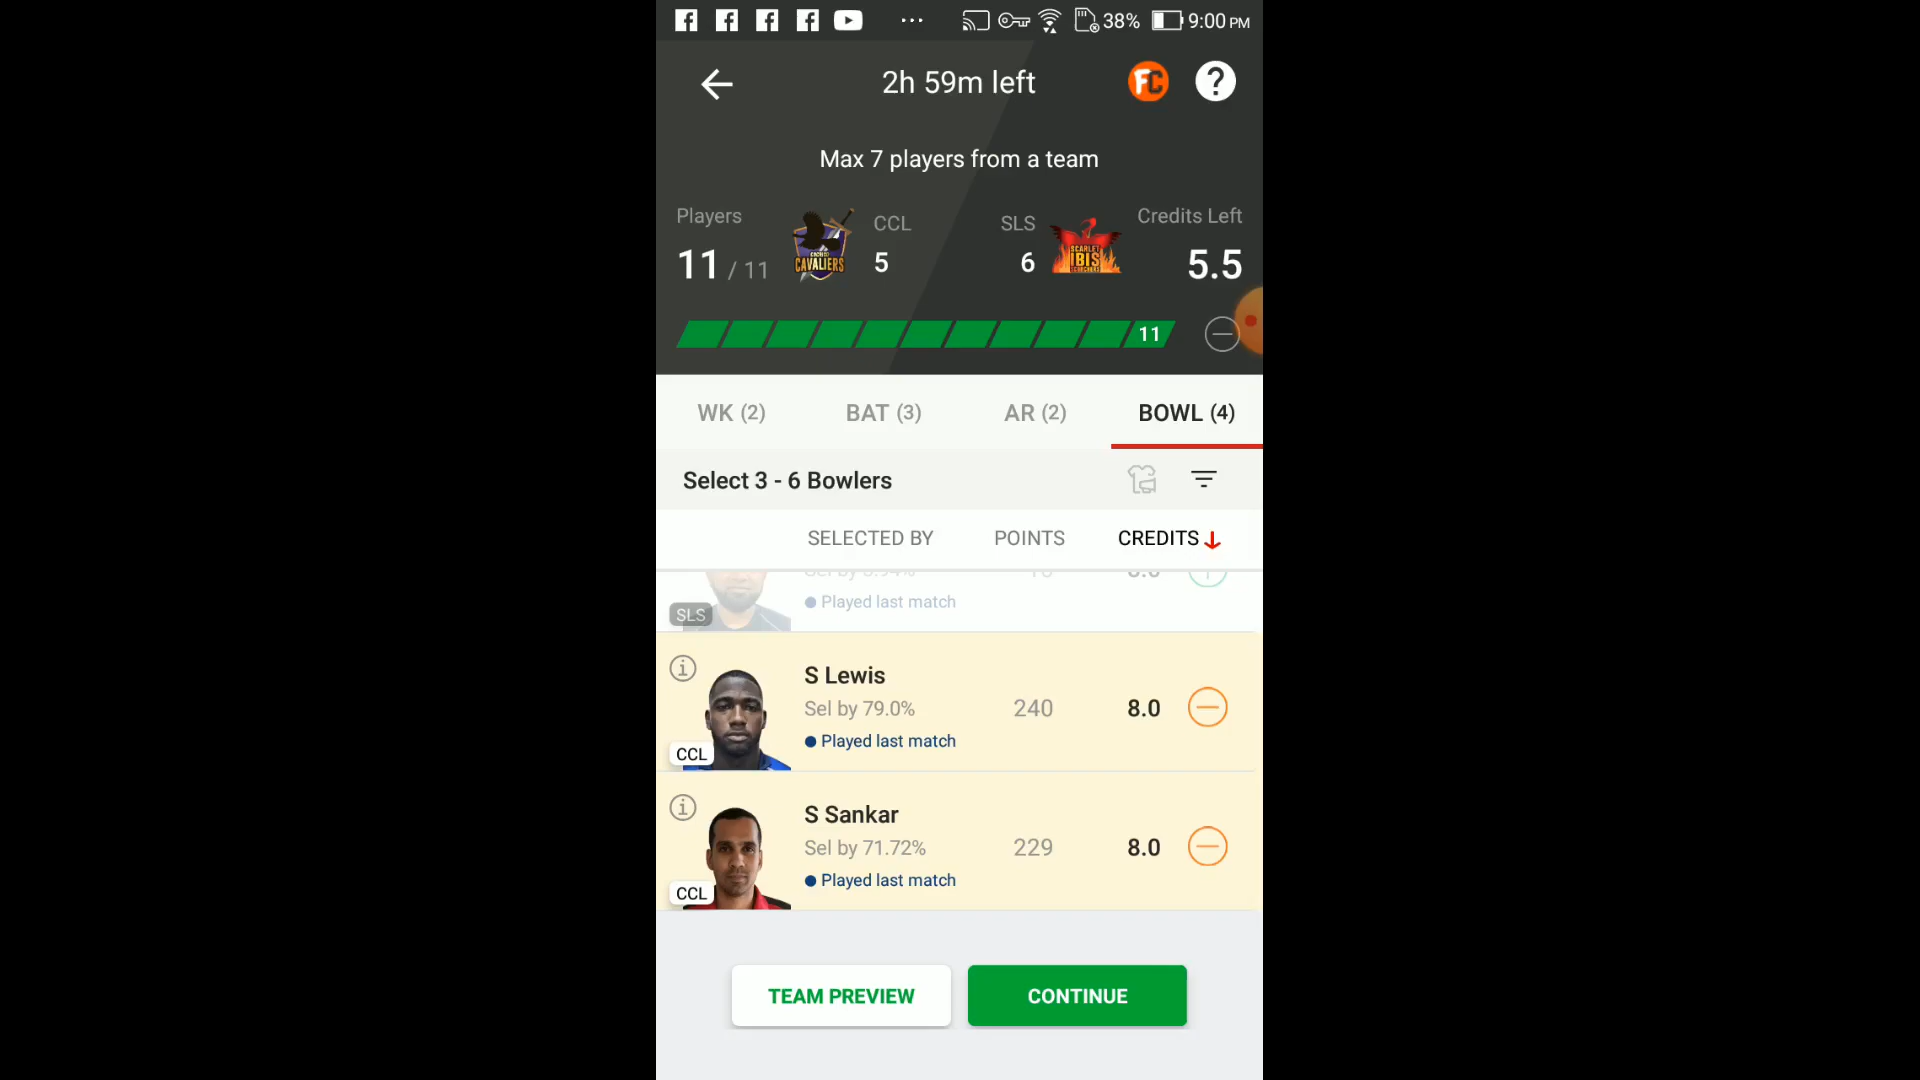 38% 9:00 PM
2h 59m left
FC ?
Max 7 players from a team
Players CCL SLS Credits Left
11 / 11 5 6 5.5
CAVALIERS
SCARLET
IBIS
SCORCHERS
11
WK (2) BAT (3) AR (2) BOWL (4)
Select 3 - 6 Bowlers
SELECTED BY POINTS CREDITS
Played last match
SLS
S Lewis
Sel by 79.0% 240 8.0
Played last match
CCL
S Sankar
Sel by 71.72% 229 8.0
Played last match
CCL
TEAM PREVIEW CONTINUE